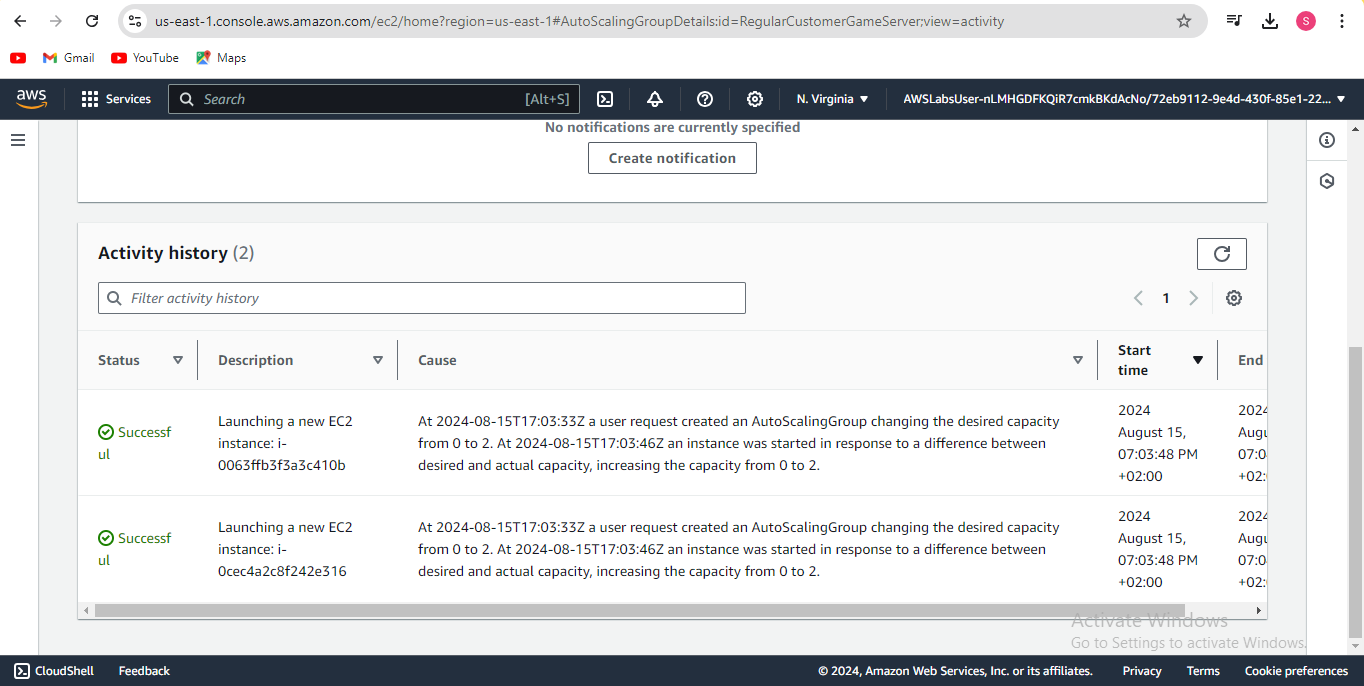 us-east-1.console.aws.amazon.com/ec2/home?region=us-east-1#AutoScalingGroupDetails:id=RegularCustomerGameServer;view=activity
S
Gmail YouTube Maps
aws Services Search [Alt+S] N. Virginia AWSLabsUser-nLMHGDFKQiR7cmkBKdAcNo/72eb9112-9e4d-430f-85e1-22...
No notifications are currently specified
Create notification
Activity history (2)
Filter activity history
1
Status Description Cause Start time End
Successf
ul
Launching a new EC2
instance: i-
0063ffb3f3a3c410b
At 2024-08-15T17:03:33Z a user request created an AutoScalingGroup changing the desired capacity
from 0 to 2. At 2024-08-15T17:03:46Z an instance was started in response to a difference between
desired and actual capacity, increasing the capacity from 0 to 2.
2024
August 15,
07:03:48 PM
+02:00
2024
Augu
07:0
+02:
Successf
ul
Launching a new EC2
instance: i-
0cec4a2c8f242e316
At 2024-08-15T17:03:33Z a user request created an AutoScalingGroup changing the desired capacity
from 0 to 2. At 2024-08-15T17:03:46Z an instance was started in response to a difference between
desired and actual capacity, increasing the capacity from 0 to 2.
2024
August 15,
07:03:48 PM
+02:00
2024
Augu
07:0
+02:
Activate Windows
Go to Settings to activate Windows.
CloudShell Feedback © 2024, Amazon Web Services, Inc. or its affiliates. Privacy Terms Cookie preferences